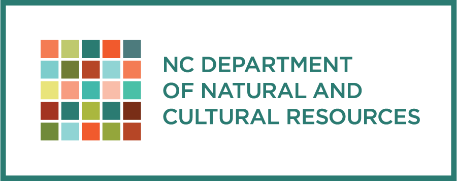 NC DEPARTMENT
OF NATURAL AND
CULTURAL RESOURCES